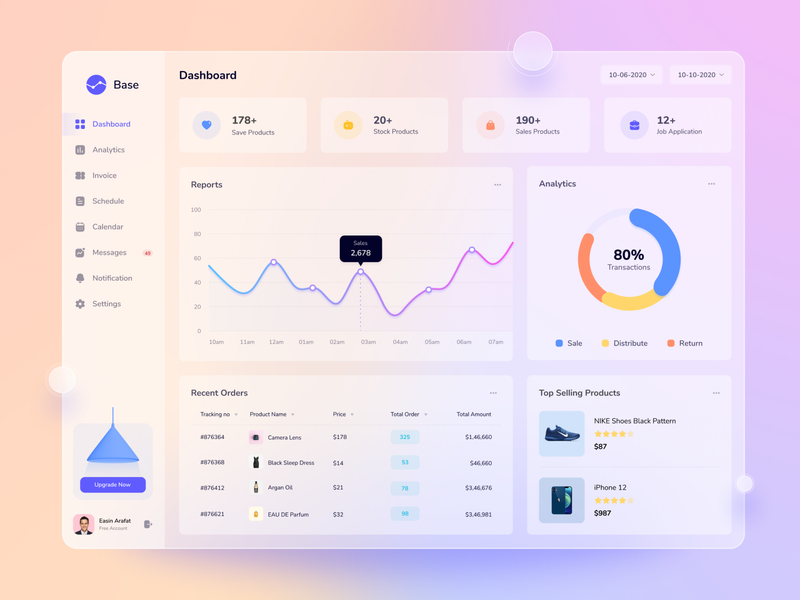 Base
Dashboard
Analytics
Invoice
Schedule
Calendar
Messages 45
Notification
Settings
Upgrade Now
Easin Arafat
Free Account
Dashboard
10-06-2020
10-10-2020
178+
Save Products
20+
Stock Products
190+
Sales Products
12+
Job Application
Reports
100
80
60
40
20
0
Sales
2,678
10am 11am 12am 01am 02am 03am 04am 05am 06am 07am
Analytics
80%
Transactions
Sale Distribute Return
Recent Orders
Tracking no Product Name Price Total Order Total Amount
#876364 Camera Lens $178 325 $1,46,660
#876368 Black Sleep Dress $14 53 $46,660
#876412 Argan Oil $21 78 $3,46,676
#876621 EAU DE Parfum $32 98 $3,46,981
Top Selling Products
NIKE Shoes Black Pattern
$87
iPhone 12
$987